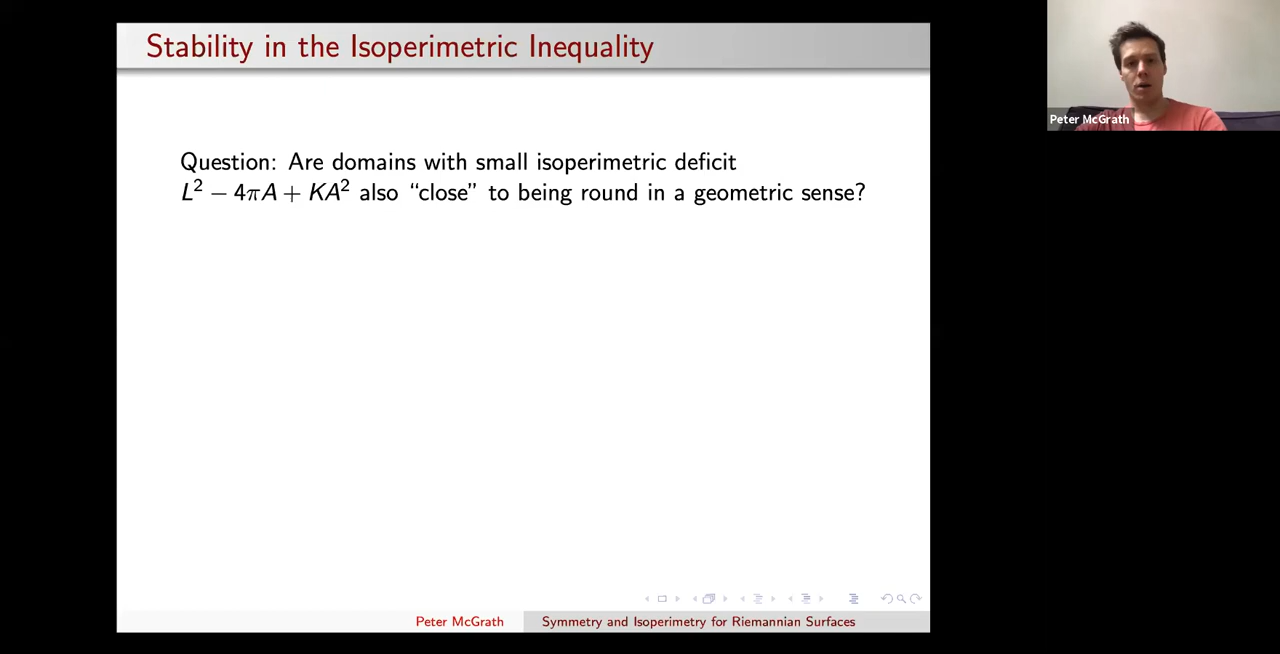 Stability in the Isoperimetric Inequality
Peter McGrath
Question: Are domains with small isoperimetric deficit
L² − 4πA + KA² also “close” to being round in a geometric sense?
Peter McGrath
Symmetry and Isoperimetry for Riemannian Surfaces